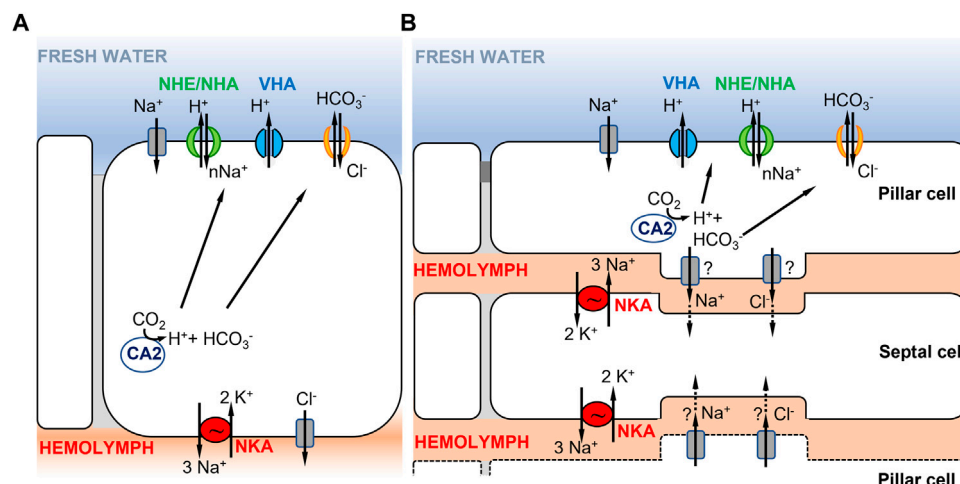 A
FRESH WATER
NHE/NHA
VHA
HCO₃⁻
Na⁺
H⁺
H⁺
nNa⁺
Cl⁻
CO₂
CA2
H⁺+ HCO₃⁻
2 K⁺
Cl⁻
HEMOLYMPH
NKA
~
3 Na⁺
B
FRESH WATER
VHA
NHE/NHA
HCO₃⁻
Na⁺
H⁺
H⁺
nNa⁺
Cl⁻
Pillar cell
CO₂
H⁺+
CA2
HCO₃⁻
HEMOLYMPH
3 Na⁺
?
?
~
NKA
Na⁺
Cl⁻
2 K⁺
Septal cel
2 K⁺
~
? Na⁺
? Cl⁻
HEMOLYMPH
NKA
3 Na⁺
Pillar cell